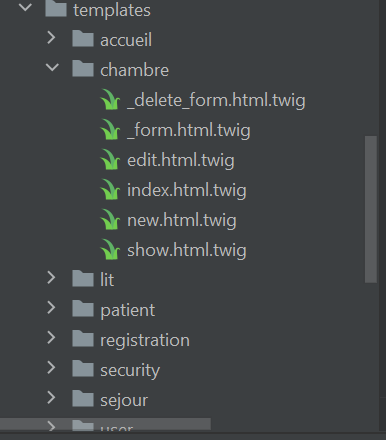 templates
accueil
chambre
_delete_form.html.twig
_form.html.twig
edit.html.twig
index.html.twig
new.html.twig
show.html.twig
lit
patient
registration
security
sejour
user